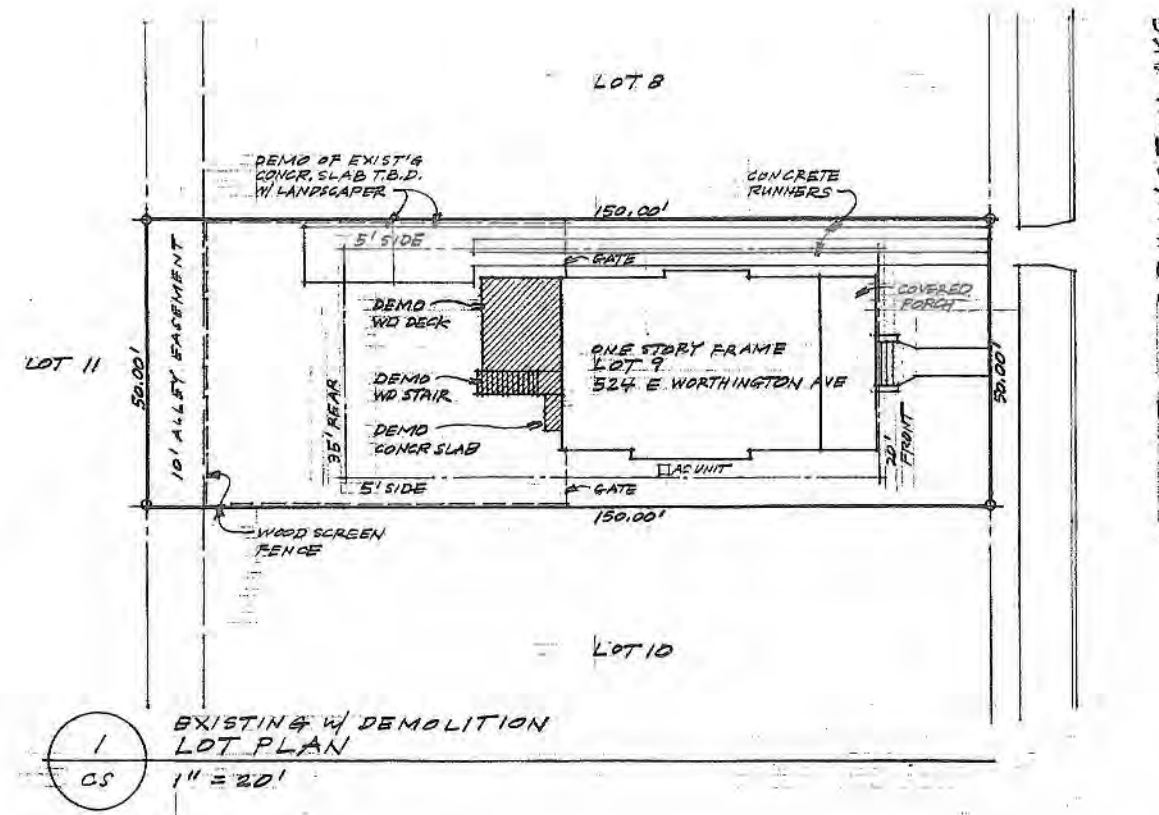 LOT 8
DEMO OF EXIST'G
CONCR. SLAB T.B.D.
W/ LANDSCAPER
CONCRETE
RUNNERS
150.00'
5' SIDE
GATE
COVERED
PORCH
DEMO
WD DECK
10' ALLEY EASEMENT
LOT 11
50.00'
ONE STORY FRAME
LOT 9
524 E. WORTHINGTON AVE
50.00'
DEMO
WD STAIR
35' REAR
DEMO
CONCR SLAB
20'
FRONT
AC UNIT
5' SIDE
GATE
150.00'
WOOD SCREEN
FENCE
LOT 10
1
CS
EXISTING W/ DEMOLITION
LOT PLAN
1" = 20'